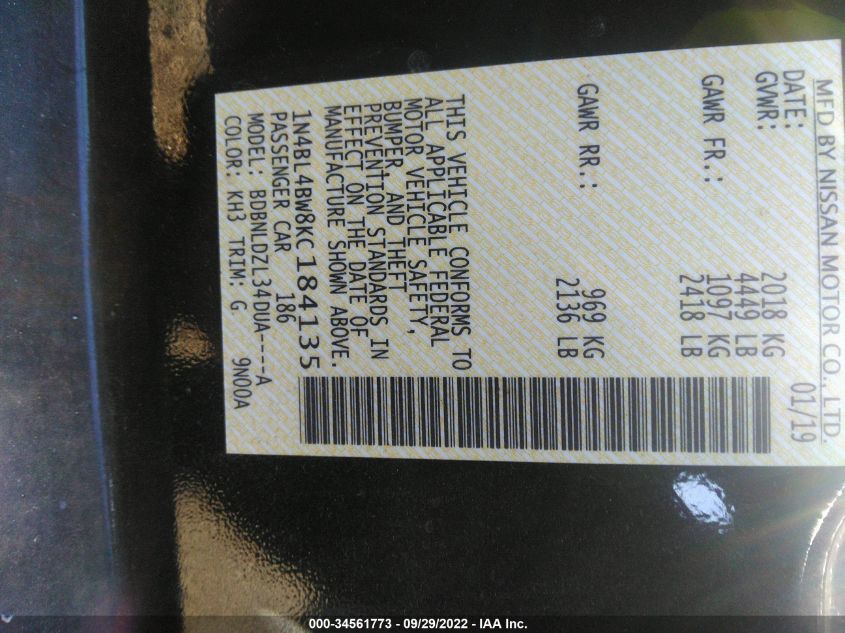 MFD BY NISSAN MOTOR CO., LTD.
DATE: 01/19
GVWR: 2018 KG
4449 LB
GAWR FR.: 1097 KG
2418 LB
GAWR RR.: 969 KG
2136 LB
THIS VEHICLE CONFORMS TO
ALL APPLICABLE FEDERAL
MOTOR VEHICLE SAFETY,
BUMPER, AND THEFT
PREVENTION STANDARDS IN
EFFECT ON THE DATE OF
MANUFACTURE SHOWN ABOVE.
1N4BL4BW8KC184135
PASSENGER CAR 186
MODEL: BDBNLDZL34DUA----A
COLOR: KH3 TRIM: G 9N00A
000-34561773 - 09/29/2022 - IAA Inc.